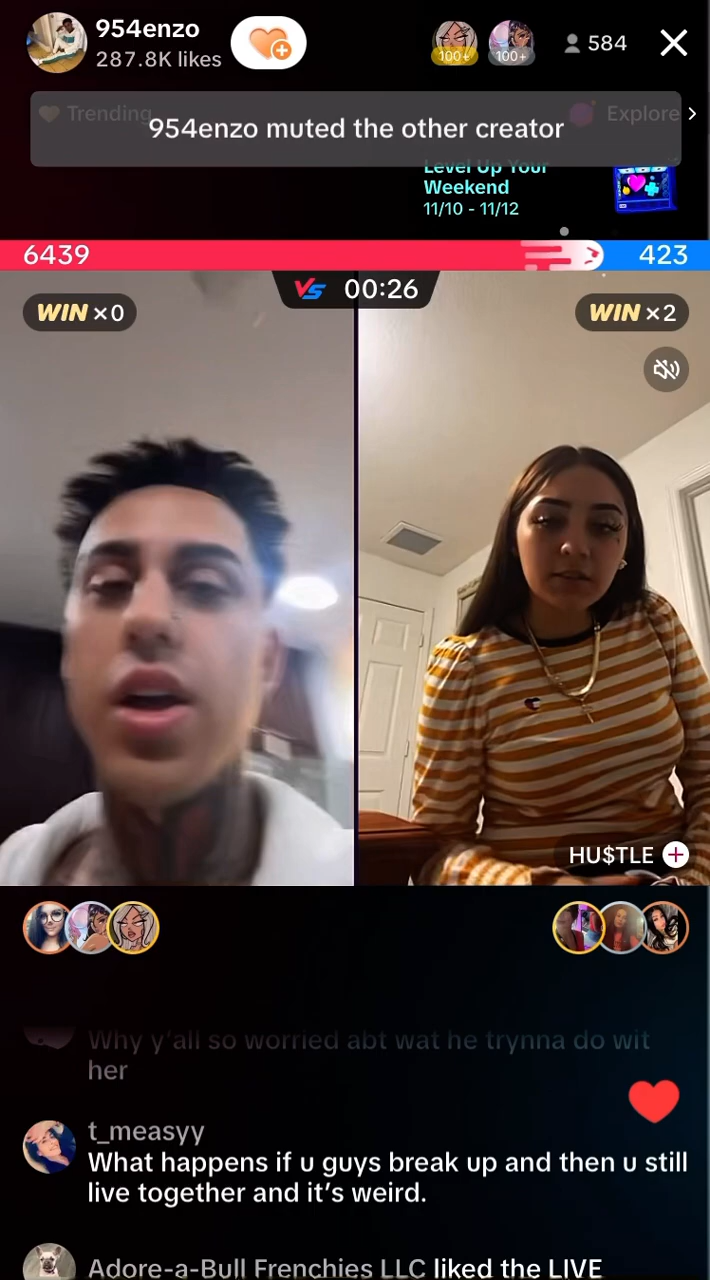 954enzo
287.8K likes
100+
100+
584
Trending
Explore
954enzo muted the other creator
Level Up Your
Weekend
11/10 - 11/12
6439
423
VS 00:26
WIN ×0
WIN ×2
HU$TLE
Why y'all so worried abt wat he trynna do wit
her
t_measyy
What happens if u guys break up and then u still
live together and it's weird.
Adore-a-Bull Frenchies LLC liked the LIVE